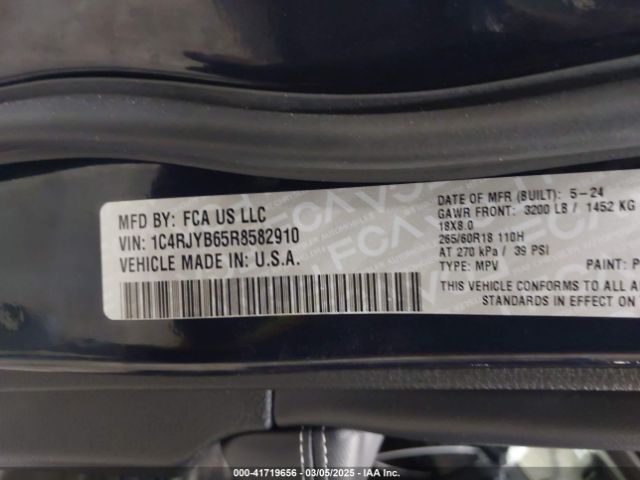 MFD BY: FCA US LLC
VIN: 1C4RJYB65R8582910
VEHICLE MADE IN: U.S.A.
DATE OF MFR (BUILT): 5-24
GAWR FRONT: 3200 LB / 1452 KG
18X8.0
265/60R18 110H
AT 270 kPa / 39 PSI
TYPE: MPV PAINT: P
THIS VEHICLE CONFORMS TO ALL A
STANDARDS IN EFFECT ON
000-41719656 — 03/05/2025 — IAA Inc.